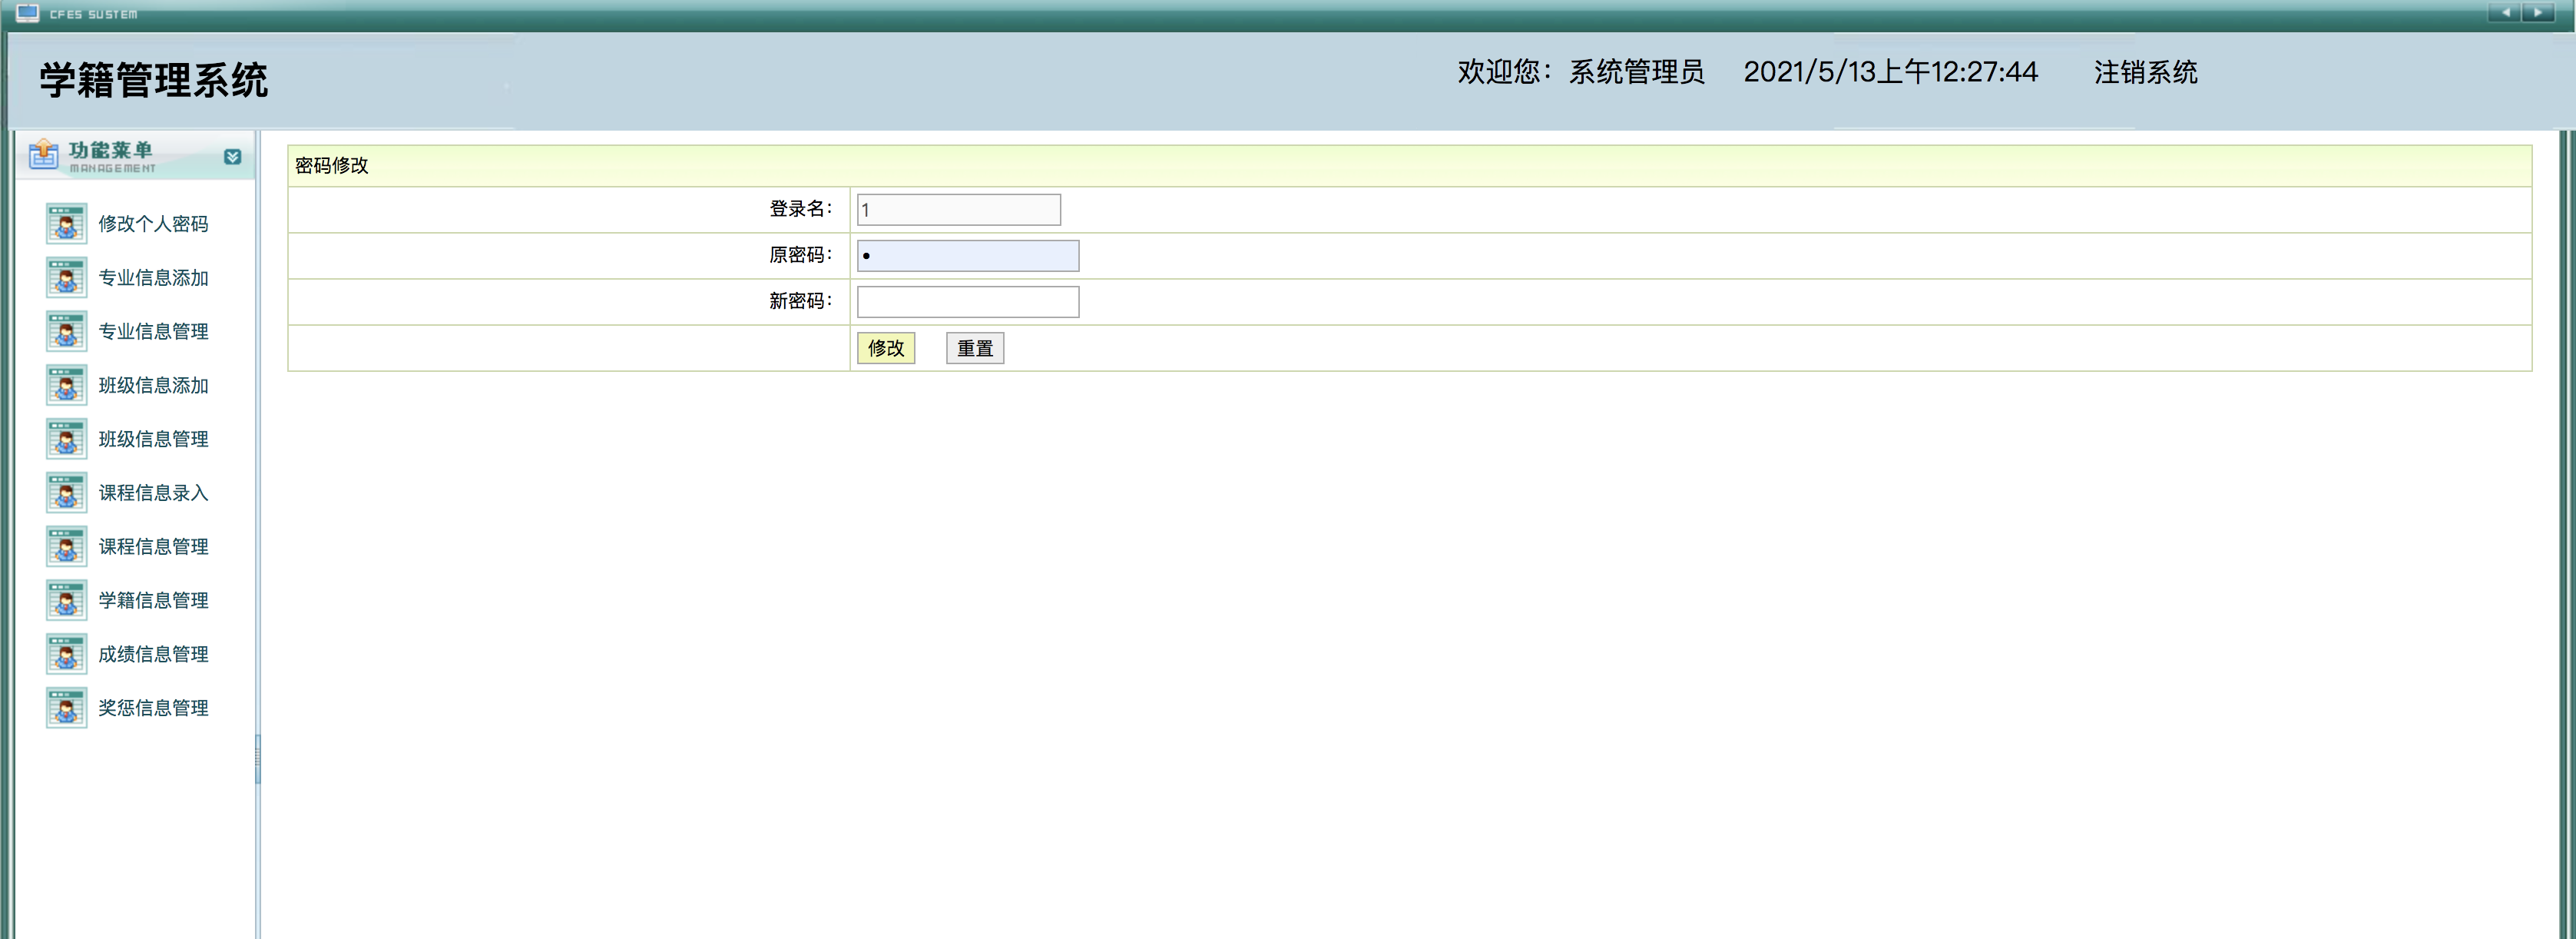 CFES SUSTEM
学籍管理系统
欢迎您：系统管理员 2021/5/13上午12:27:44 注销系统
功能菜单
MANAGEMENT
修改个人密码
专业信息添加
专业信息管理
班级信息添加
班级信息管理
课程信息录入
课程信息管理
学籍信息管理
成绩信息管理
奖惩信息管理
密码修改
登录名： 1
原密码： •
新密码：
修改 重置